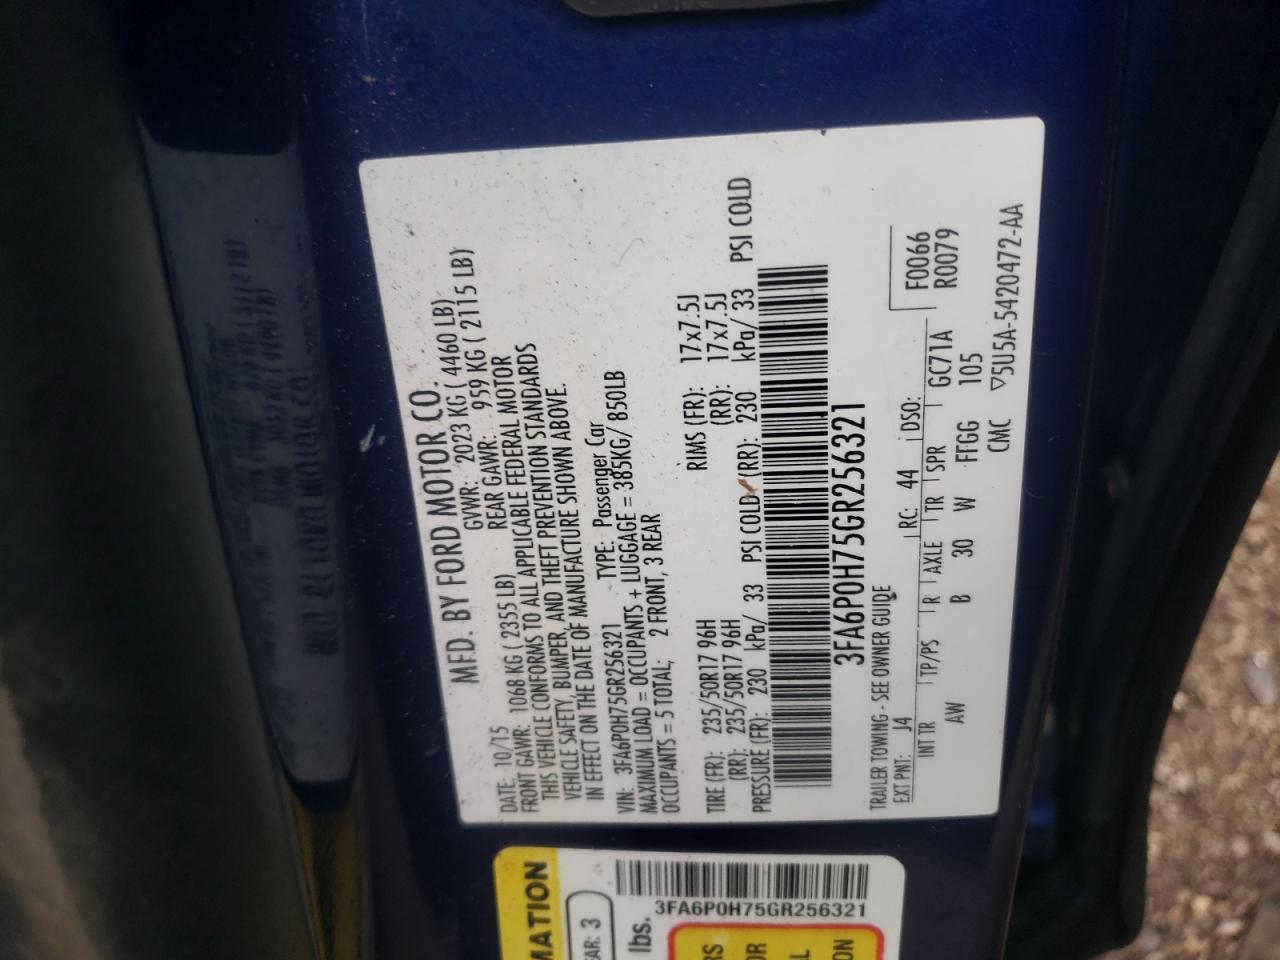 MFD. BY FORD MOTOR CO.
DATE: 10/15 GVWR: 2023 KG ( 4460 LB)
FRONT GAWR: 1068 KG ( 2355 LB) REAR GAWR: 959 KG ( 2115 LB)
THIS VEHICLE CONFORMS TO ALL APPLICABLE FEDERAL MOTOR
VEHICLE SAFETY, BUMPER, AND THEFT PREVENTION STANDARDS
IN EFFECT ON THE DATE OF MANUFACTURE SHOWN ABOVE.
VIN: 3FA6P0H75GR256321 TYPE: Passenger Car
MAXIMUM LOAD = OCCUPANTS + LUGGAGE = 385KG/ 850LB
OCCUPANTS = 5 TOTAL; 2 FRONT, 3 REAR
TIRE (FR): 235/50R17 96H RIMS (FR): 17x7.5J
(RR): 235/50R17 96H (RR): 17x7.5J
PRESSURE (FR): 230 kPa/ 33 PSI COLD (RR): 230 kPa/ 33 PSI COLD
3FA6P0H75GR256321
TRAILER TOWING - SEE OWNER GUIDE
EXT PNT: J4 RC: 44 DSO: F0066
R0079
INT TR TP/PS R AXLE TR SPR GC71A
AW B 30 W FFGG 105
CMC ▽5U5A-5420472-AA
MATION
AR: 3
lbs.
3FA6P0H75GR256321
RS
OR
L
ON